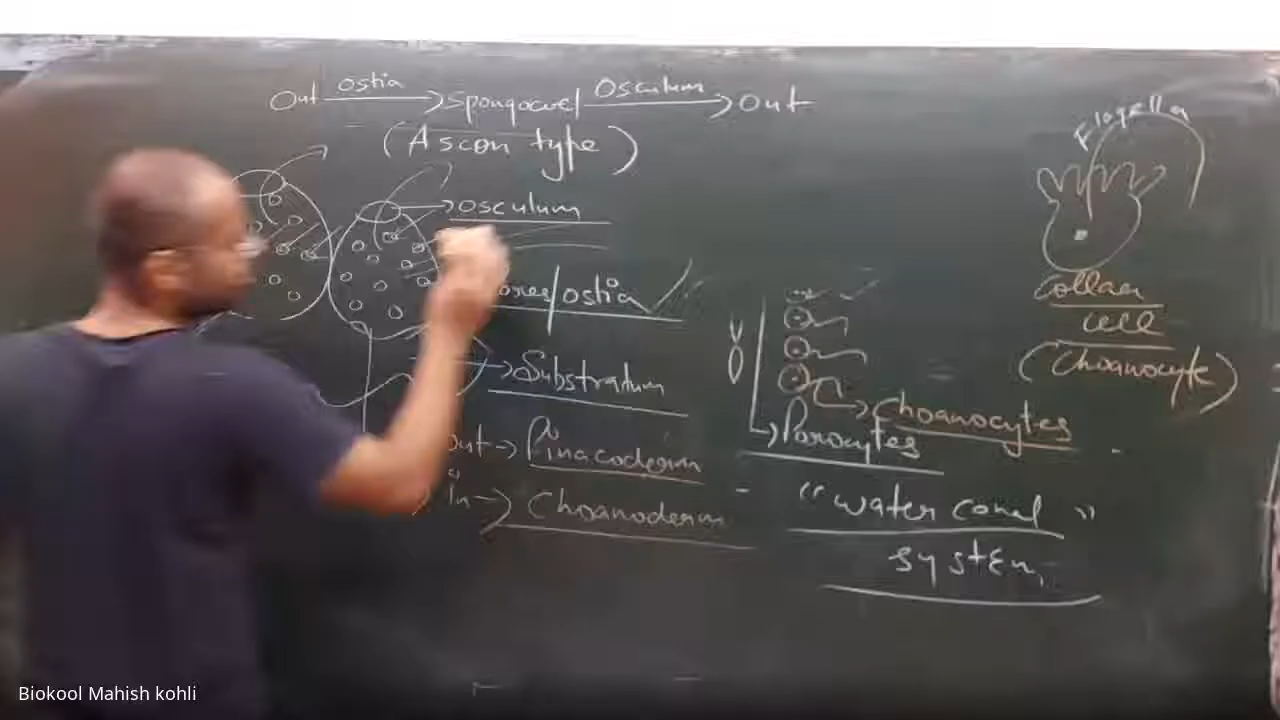 Out ostia → Spongocoel Osculum → Out
(Ascon type)
→ osculum
Pores/ostia
→ Substratum
out → Pinacoderm
in → Choanoderm
→ Choanocytes
→ Porocytes
"water canal"
system
Flagella
Collar
cell
(Choanocyte)
Biokool Mahish kohli